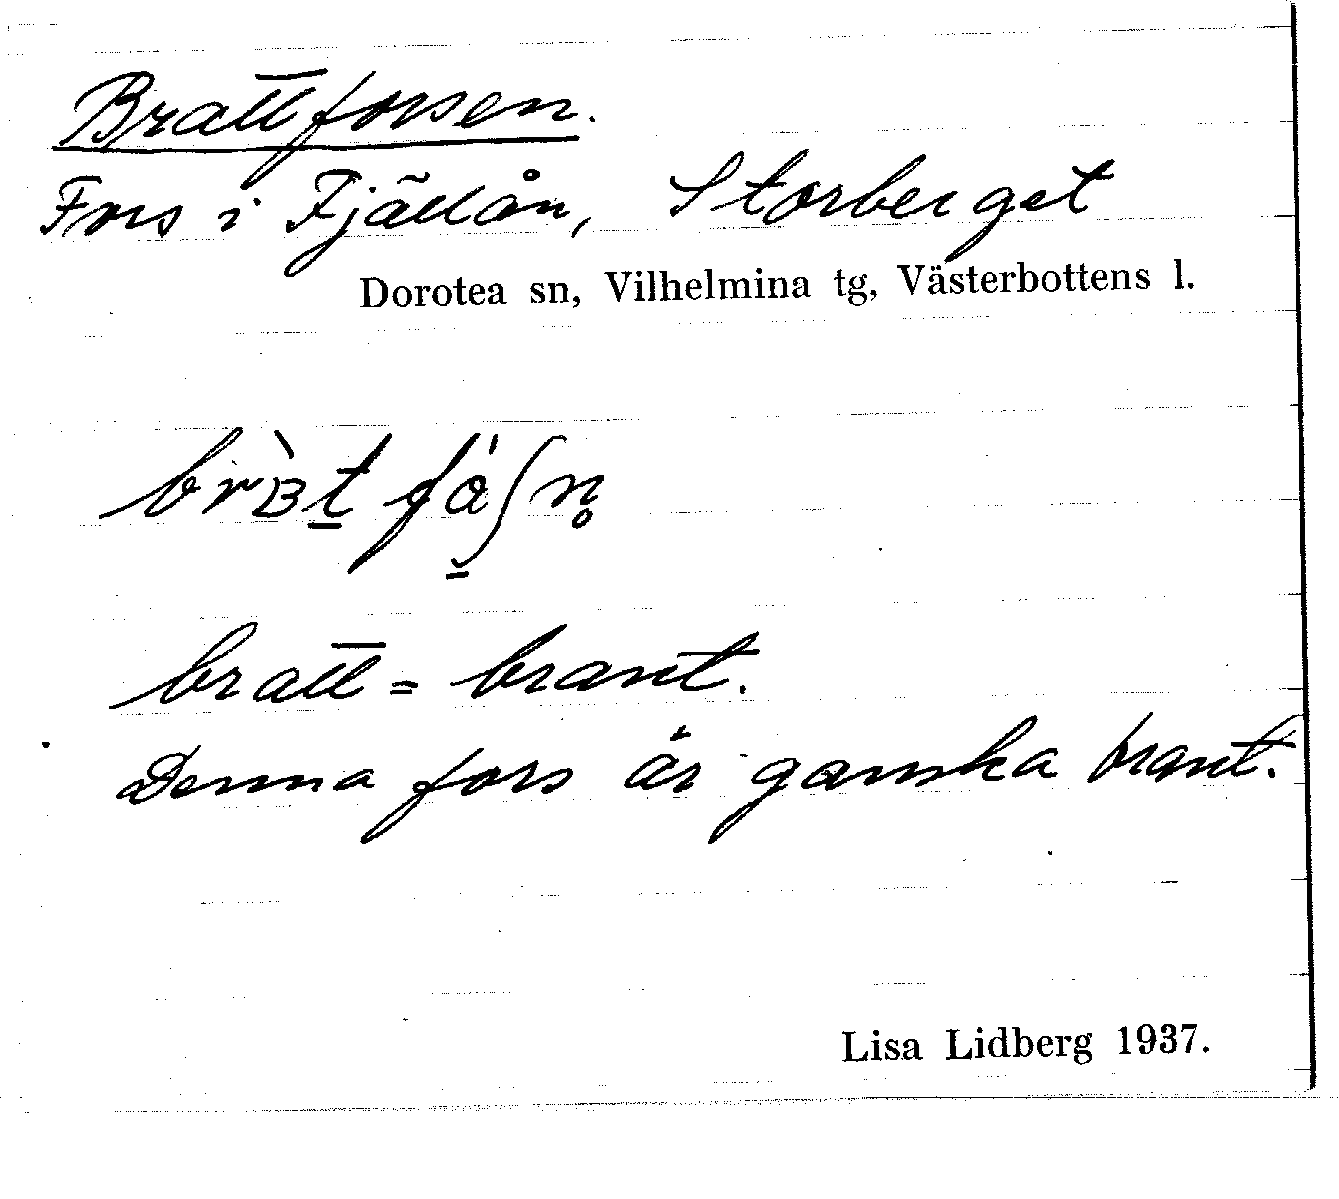 Brattforsen.
Fors i Fjällån, Storberget
Dorotea sn, Vilhelmina tg, Västerbottens l.
bratt = brant.
Denna fors är ganska brant.
Lisa Lidberg 1937.